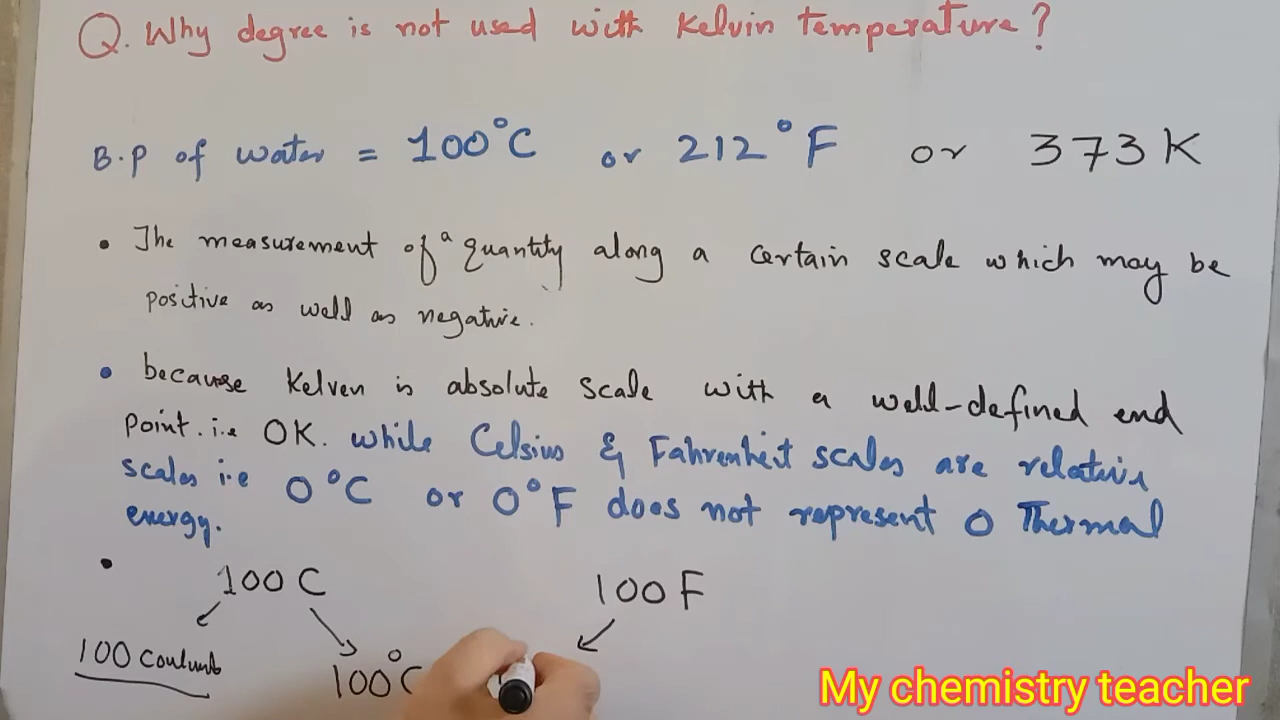 Q. Why degree is not used with Kelvin temperature?
B.P of water = 100°C or 212°F or 373 K
• The measurement of a quantity along a certain scale which may be
positive as well as negative.
• because Kelven is absolute scale with a well-defined end
point. i.e OK. while Celsius & Fahrenheit scales are relative
scales i.e 0°C or 0°F does not represent 0 Thermal
energy.
• 100 C 100 F
100 Coulumb 100°C
My chemistry teacher